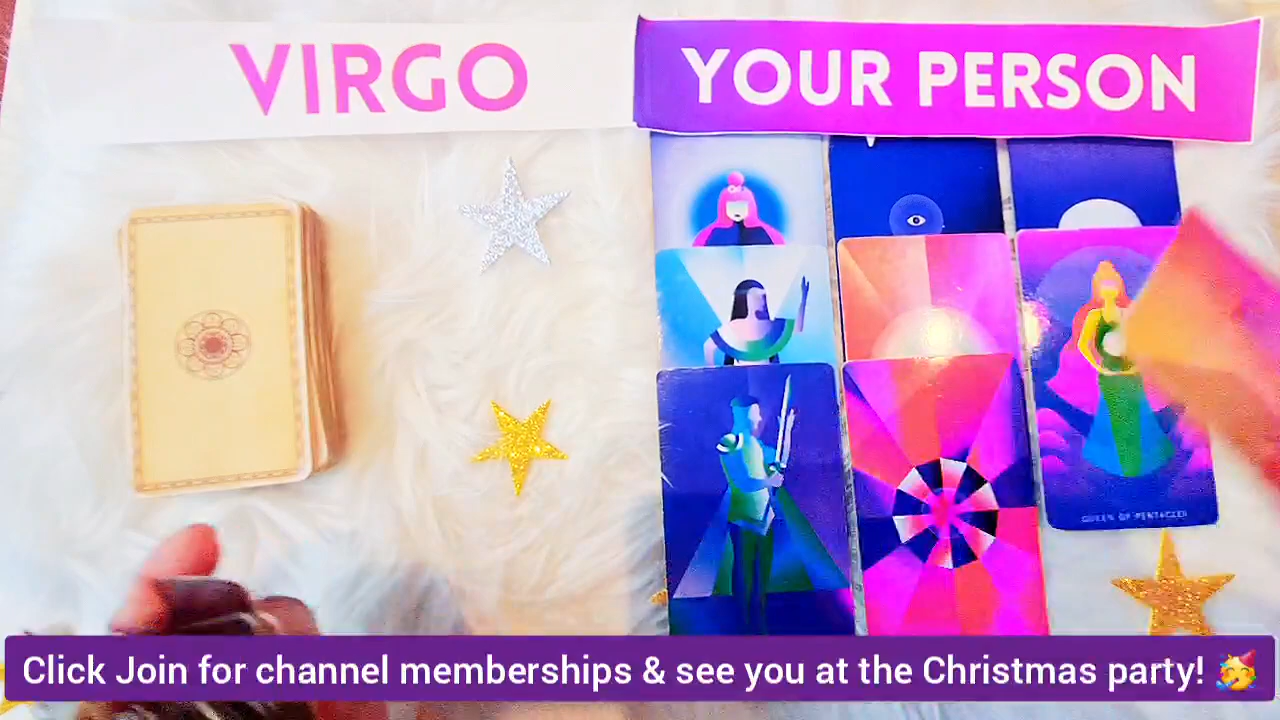 VIRGO
YOUR PERSON
QUEEN OF PENTACLES
Click Join for channel memberships & see you at the Christmas party! 🥳